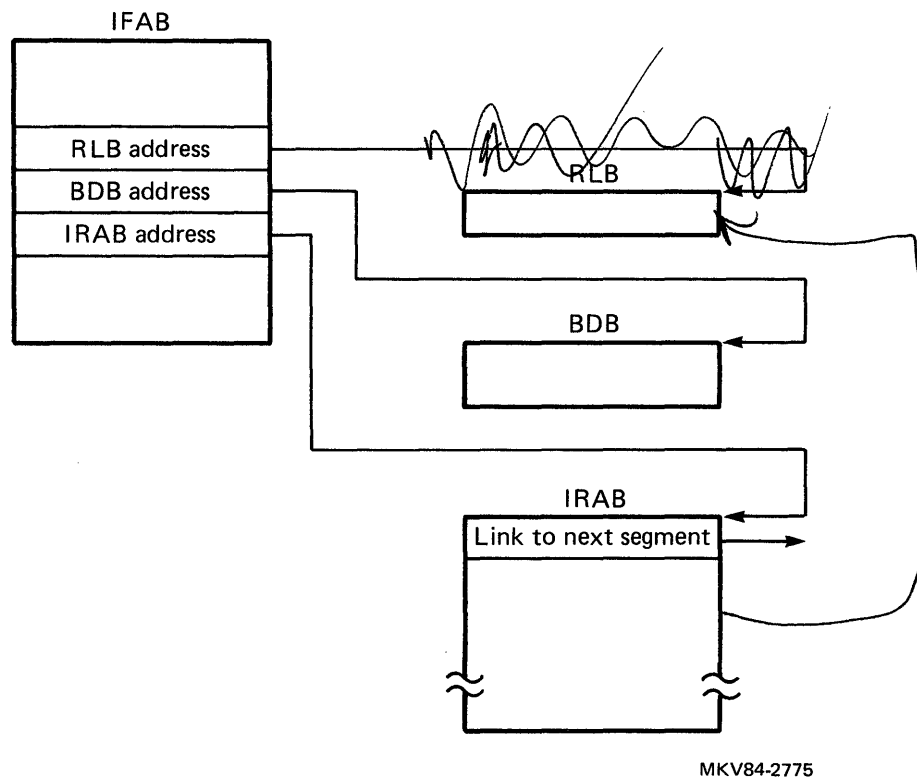 IFAB
RLB address
BDB address
IRAB address
RLB
BDB
IRAB
Link to next segment
MKV84-2775